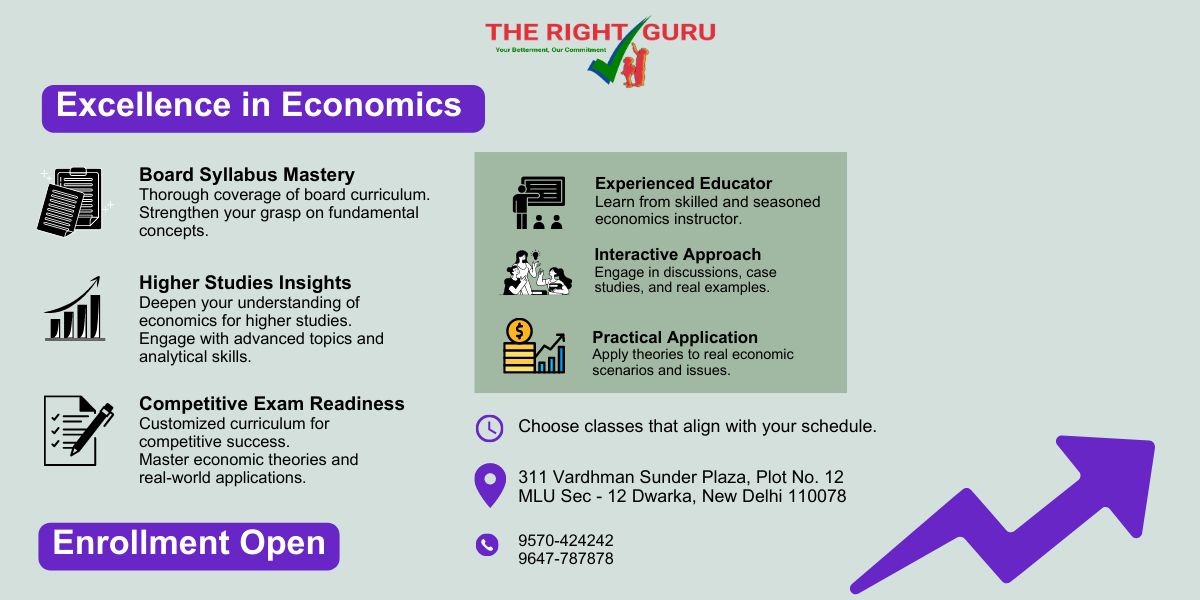 THE RIGHT GURU
Your Betterment, Our Commitment
Excellence in Economics
Board Syllabus Mastery
Thorough coverage of board curriculum.
Strengthen your grasp on fundamental
concepts.
Higher Studies Insights
Deepen your understanding of
economics for higher studies.
Engage with advanced topics and
analytical skills.
Competitive Exam Readiness
Customized curriculum for
competitive success.
Master economic theories and
real-world applications.
Enrollment Open
Experienced Educator
Learn from skilled and seasoned
economics instructor.
Interactive Approach
Engage in discussions, case
studies, and real examples.
$
Practical Application
Apply theories to real economic
scenarios and issues.
Choose classes that align with your schedule.
311 Vardhman Sunder Plaza, Plot No. 12
MLU Sec - 12 Dwarka, New Delhi 110078
9570-424242
9647-787878